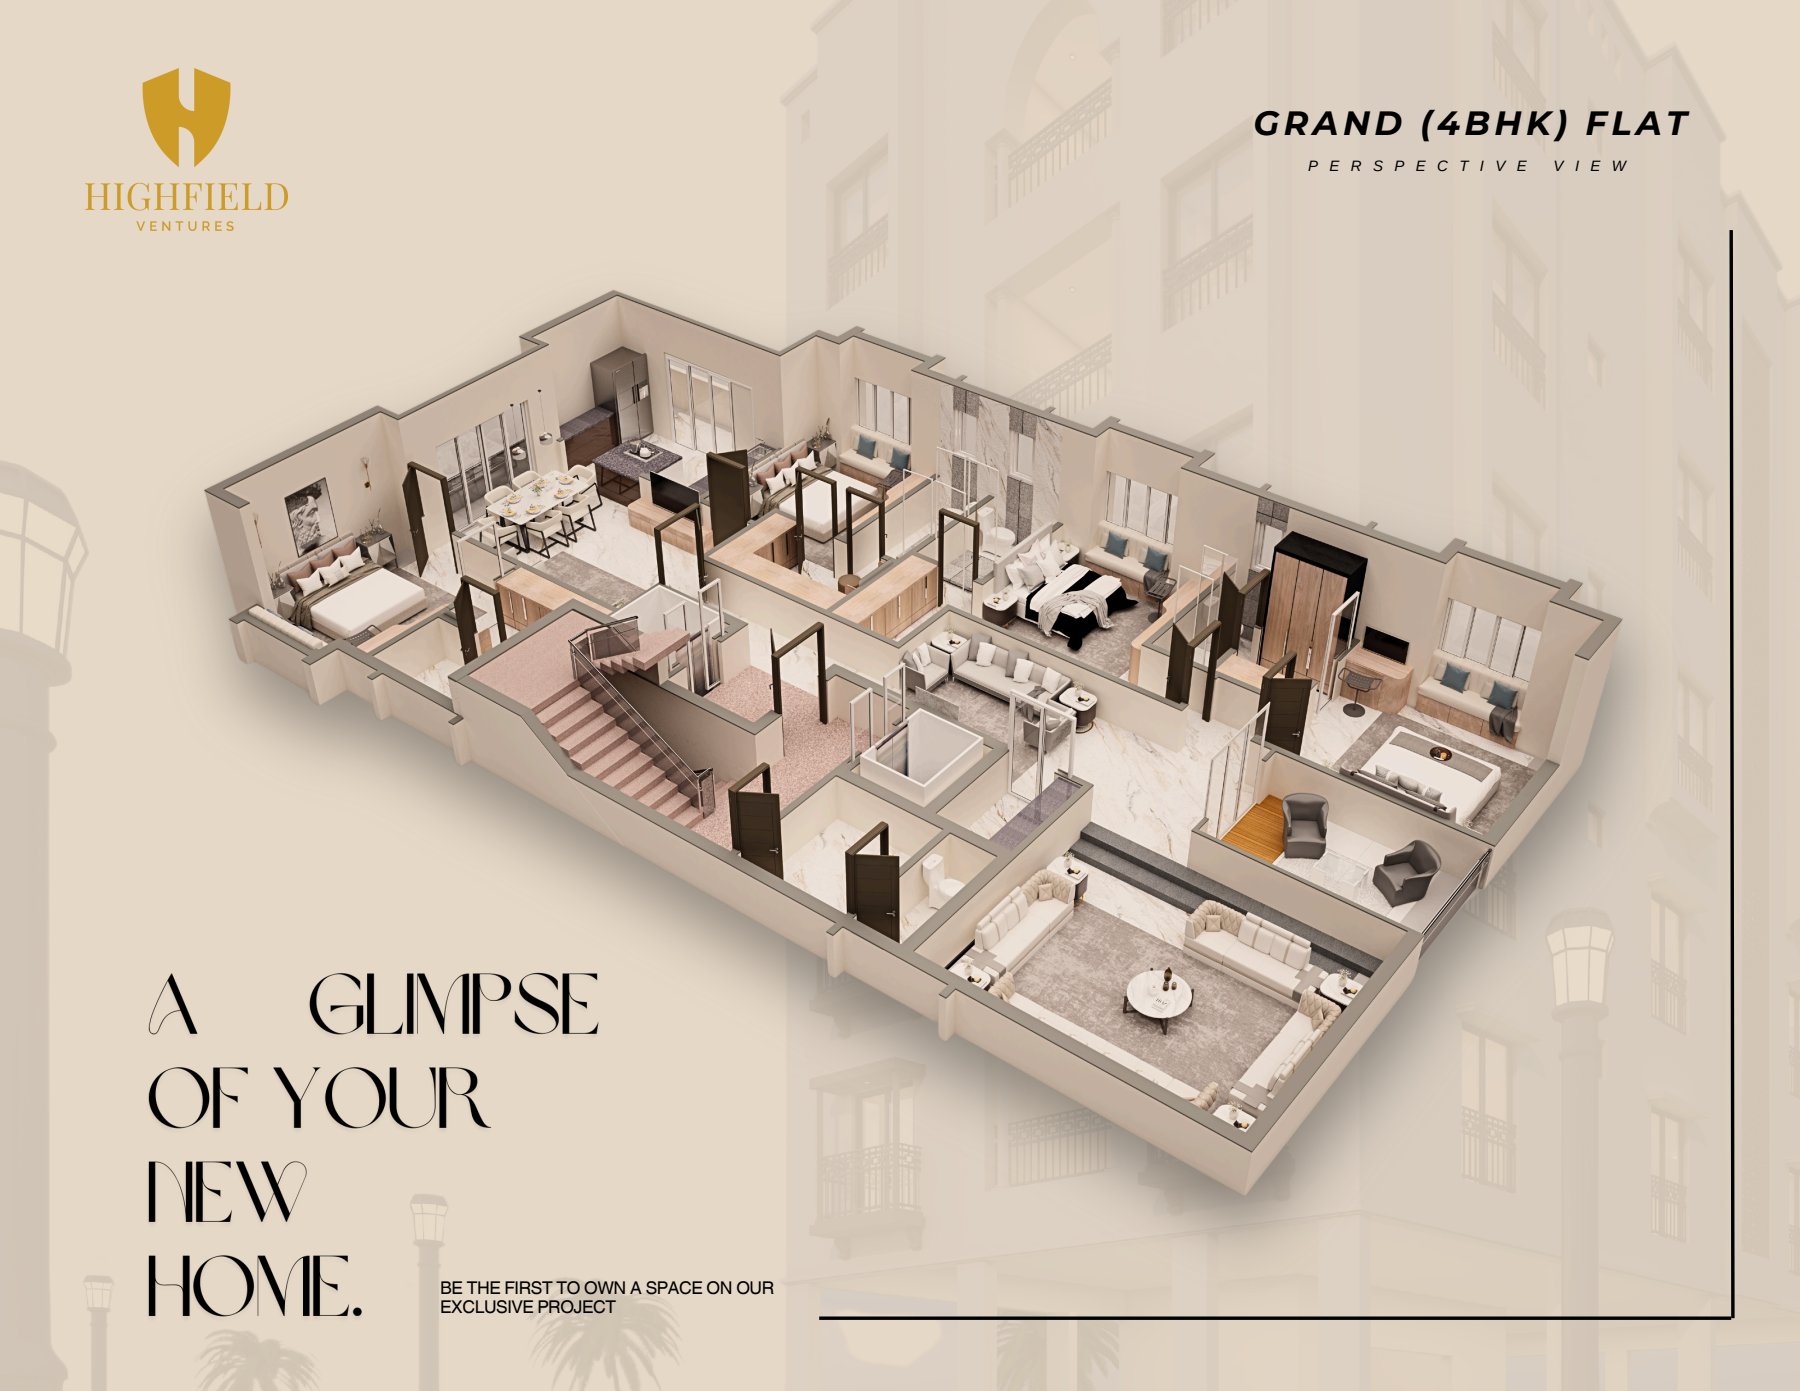 HIGHFIELD
VENTURES
GRAND (4BHK) FLAT
PERSPECTIVE VIEW
A GLIMPSE
OF YOUR
NEW
HOME.
BE THE FIRST TO OWN A SPACE ON OUR
EXCLUSIVE PROJECT